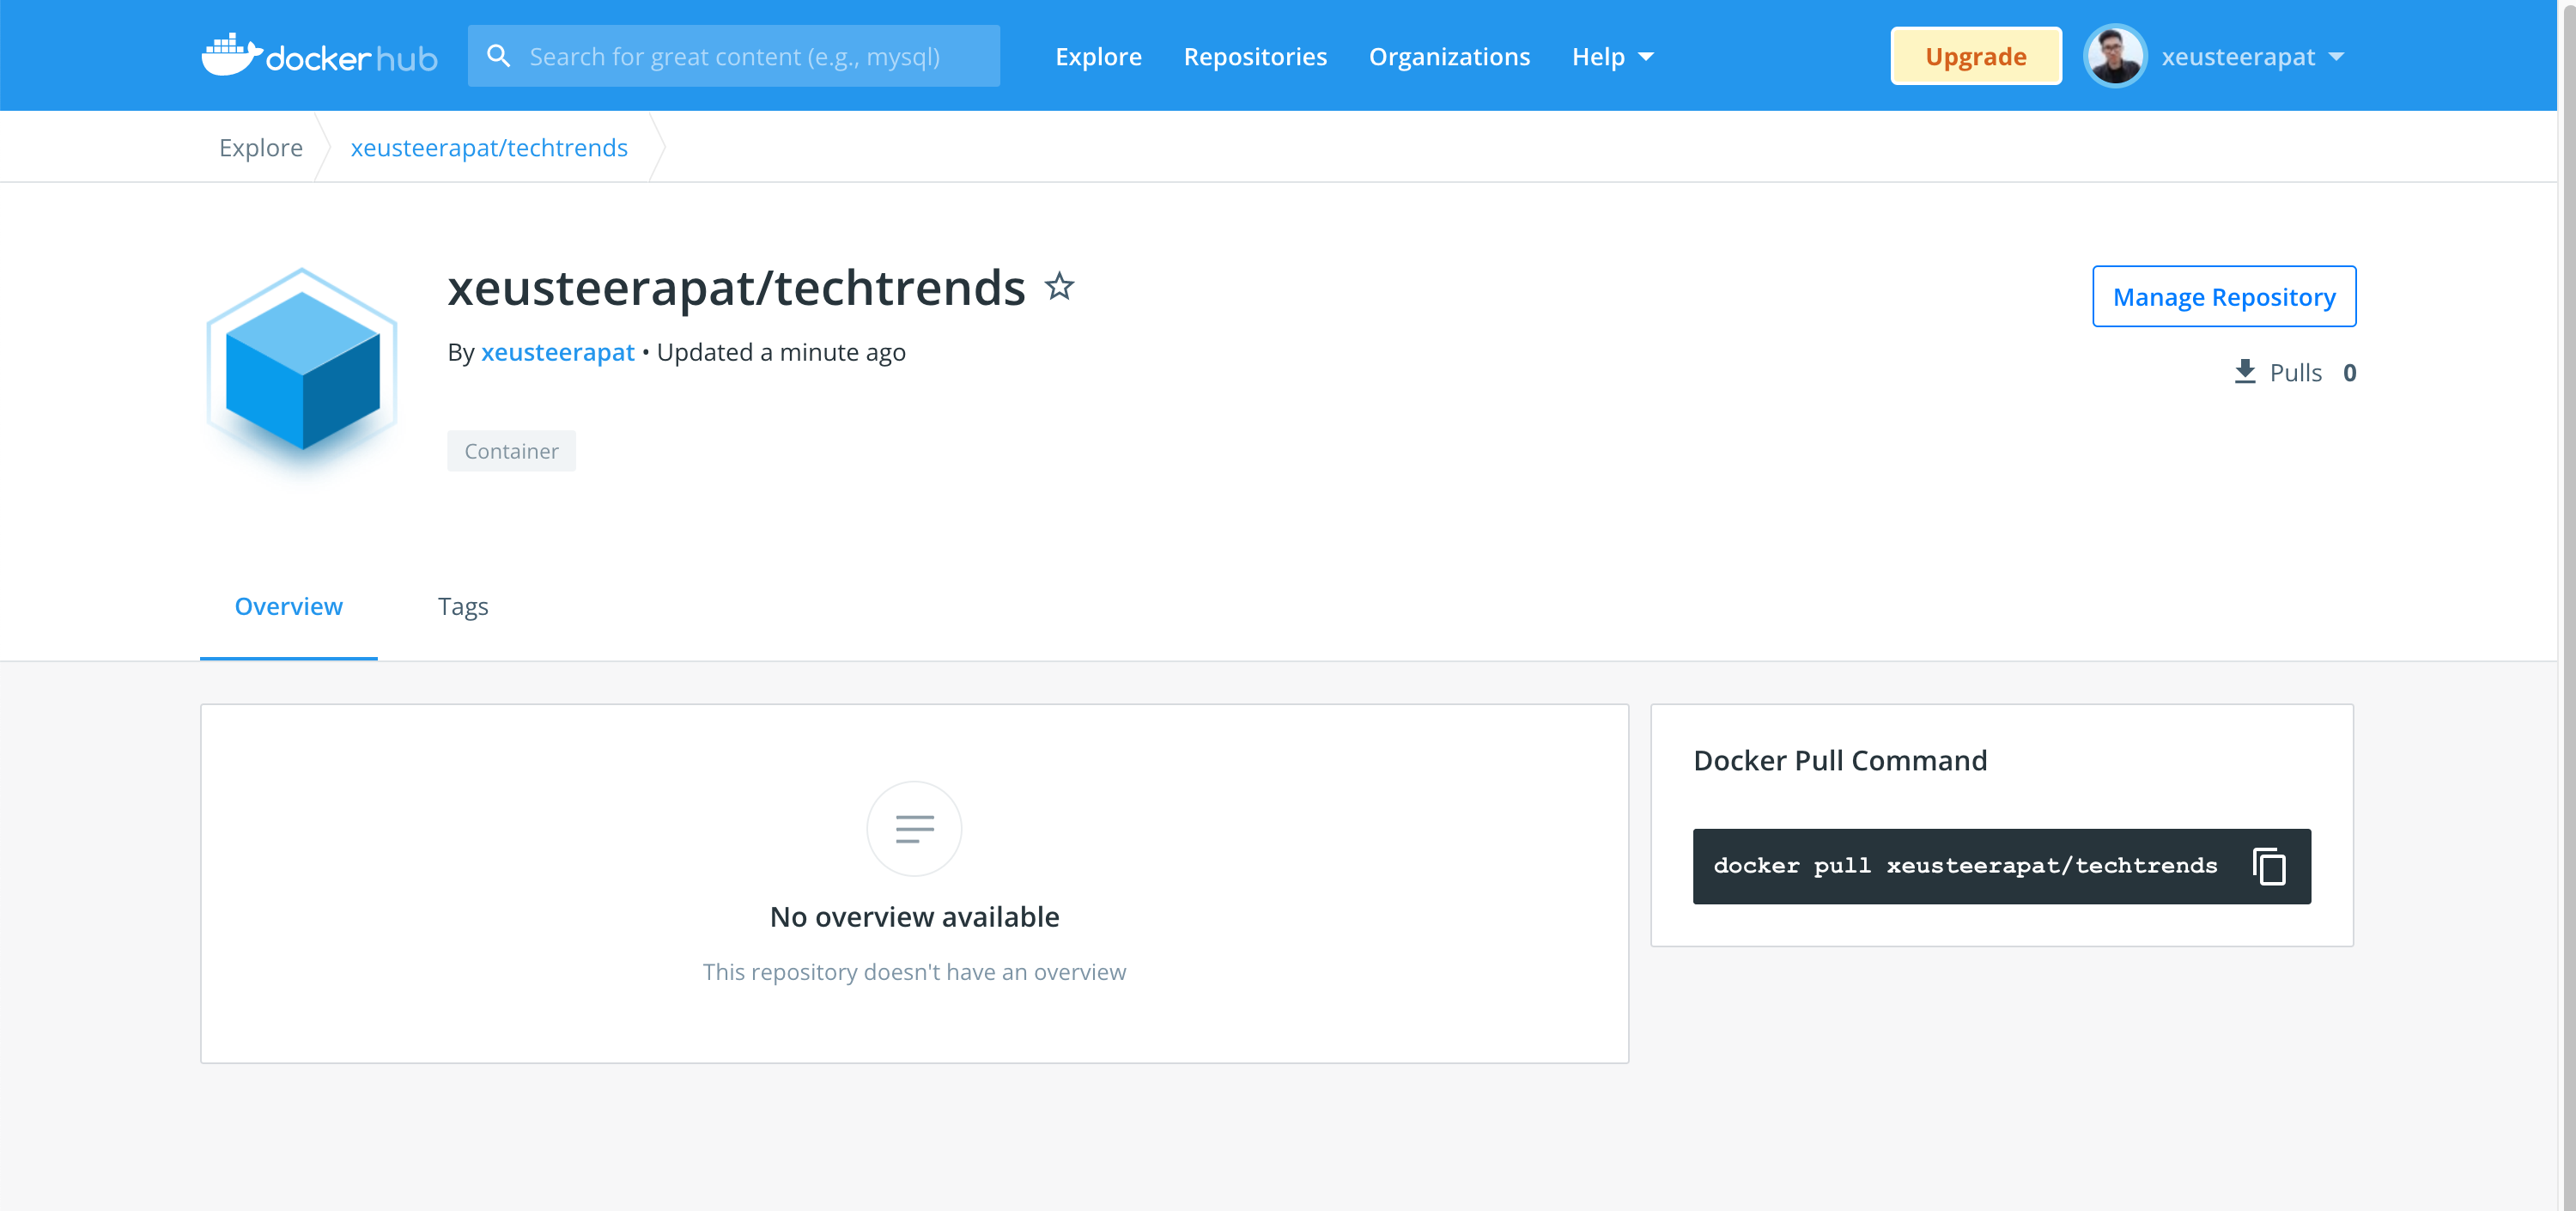 docker hub
Search for great content (e.g., mysql)
Explore
Repositories
Organizations
Help
Upgrade
xeusteerapat
Explore
xeusteerapat/techtrends
xeusteerapat/techtrends
Manage Repository
By xeusteerapat • Updated a minute ago
Pulls 0
Container
Overview
Tags
No overview available
This repository doesn't have an overview
Docker Pull Command
docker pull xeusteerapat/techtrends